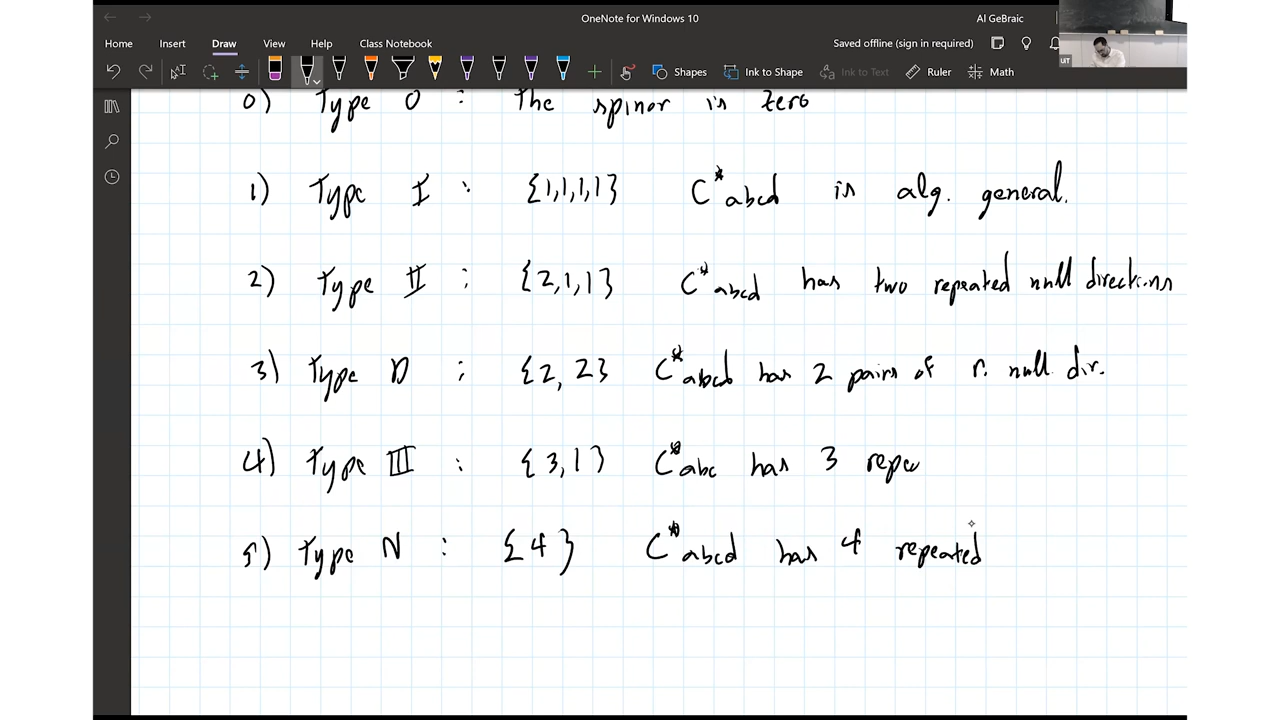 OneNote for Windows 10
Al GeBraic
Home Insert Draw View Help Class Notebook
Saved offline (sign in required)
Shapes Ink to Shape Ink to Text Ruler Math
UiT
0) Type O : The spinor is zero
1) Type I : {1,1,1,1} C*abcd is alg. general.
2) Type II : {2,1,1} C*abcd has two repeated null directions
3) Type D : {2, 2} C*abcd has 2 pairs of r. null dir.
4) Type III : {3,1} C*abc has 3 repea
5) Type N : {4} C*abcd has 4 repeated